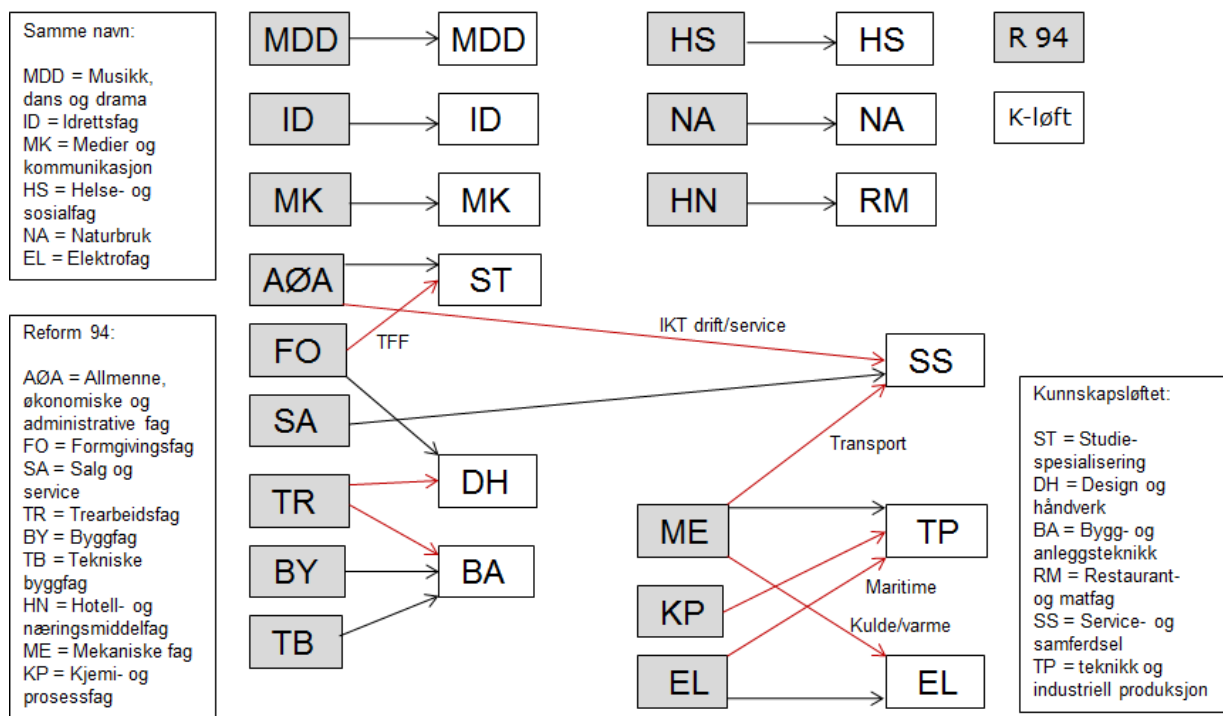 Samme navn:
MDD = Musikk,
dans og drama
ID = Idrettsfag
MK = Medier og
kommunikasjon
HS = Helse- og
sosialfag
NA = Naturbruk
EL = Elektrofag
Reform 94:
AØA = Allmenne,
økonomiske og
administrative fag
FO = Formgivingsfag
SA = Salg og
service
TR = Trearbeidsfag
BY = Byggfag
TB = Tekniske
byggfag
HN = Hotell- og
næringsmiddelfag
ME = Mekaniske fag
KP = Kjemi- og
prosessfag
MDD
MDD
ID
ID
MK
MK
AØA
ST
FO
TFF
SA
TR
DH
BY
BA
TB
HS
HS
NA
NA
HN
RM
IKT drift/service
SS
Transport
ME
TP
KP
Maritime
Kulde/varme
EL
EL
R 94
K-løft
Kunnskapsløftet:
ST = Studie-
spesialisering
DH = Design og
håndverk
BA = Bygg- og
anleggsteknikk
RM = Restaurant-
og matfag
SS = Service- og
samferdsel
TP = teknikk og
industriell produksjon